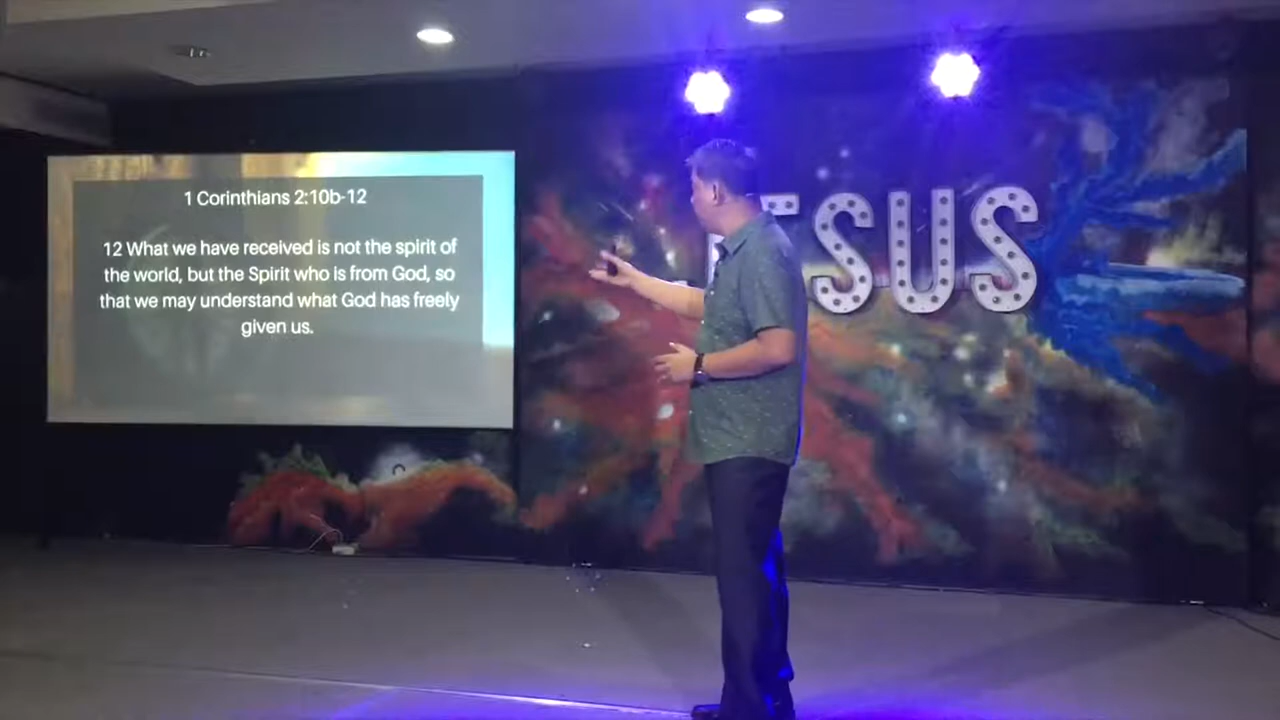 1 Corinthians 2:10b-12
12 What we have received is not the spirit of
the world, but the Spirit who is from God, so
that we may understand what God has freely
given us.
ESUS